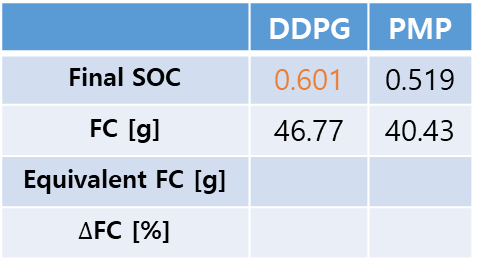 DDPG PMP
Final SOC 0.601 0.519
FC [g] 46.77 40.43
Equivalent FC [g]
ΔFC [%]